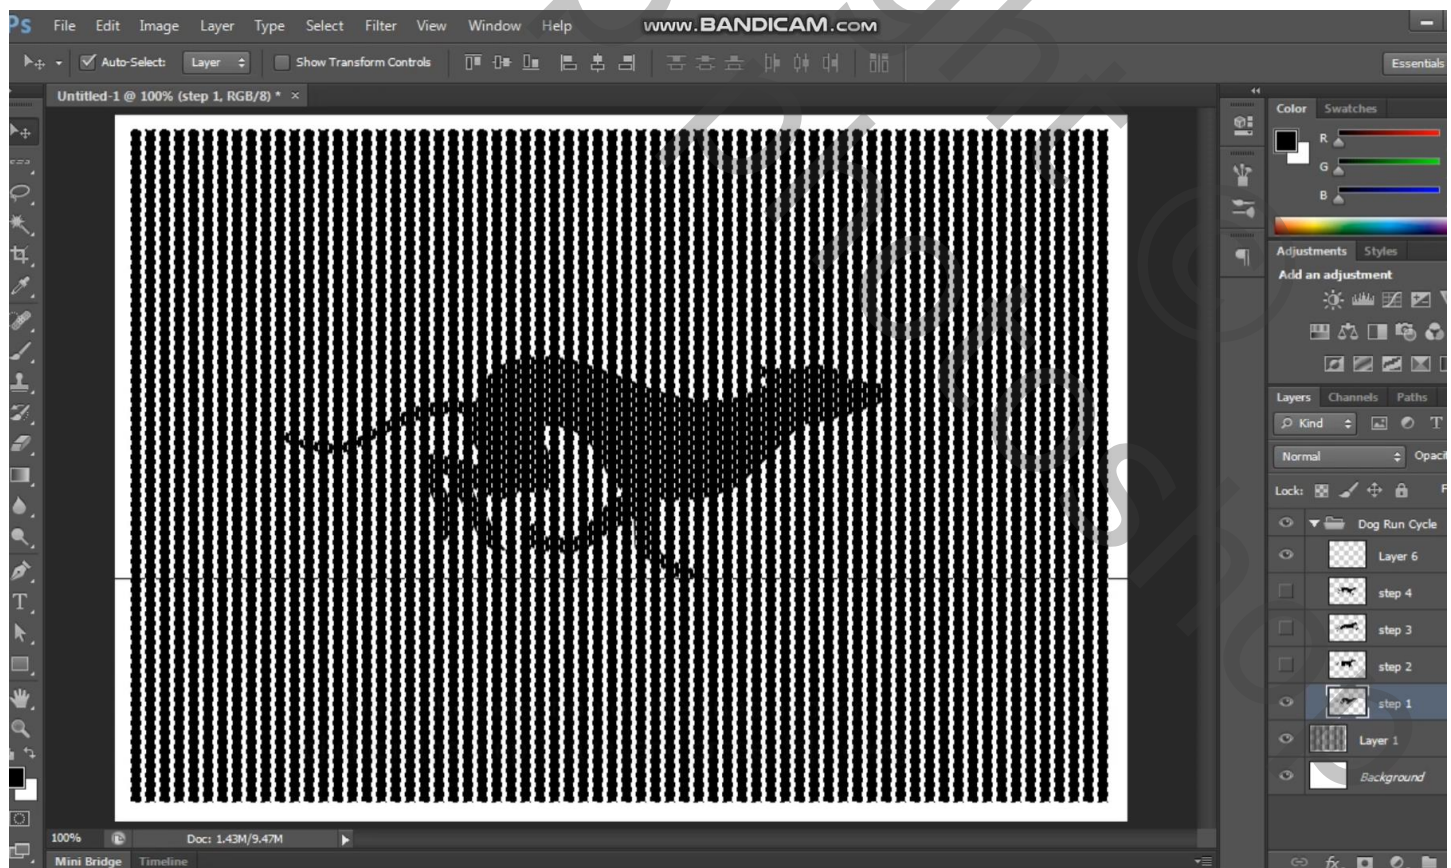 Ps File Edit Image Layer Type Select Filter View Window Help
www.BANDICAM.com
Auto-Select: Layer Show Transform Controls
Essentials
Untitled-1 @ 100% (step 1, RGB/8) * ×
Color Swatches
R
G
B
Adjustments Styles
Add an adjustment
Layers Channels Paths
Kind
T
Normal Opaci
Lock: F
Dog Run Cycle
Layer 6
step 4
step 3
step 2
step 1
Layer 1
Background
100% Doc: 1.43M/9.47M
Mini Bridge Timeline
fx